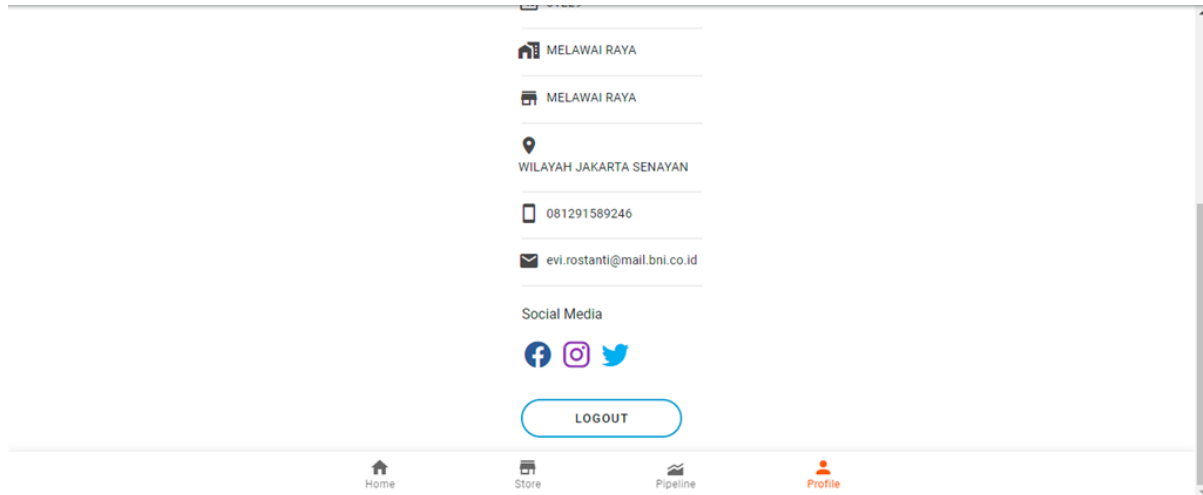 MELAWAI RAYA
MELAWAI RAYA
WILAYAH JAKARTA SENAYAN
081291589246
evi.rostanti@mail.bni.co.id
Social Media
LOGOUT
Home Store Pipeline Profile